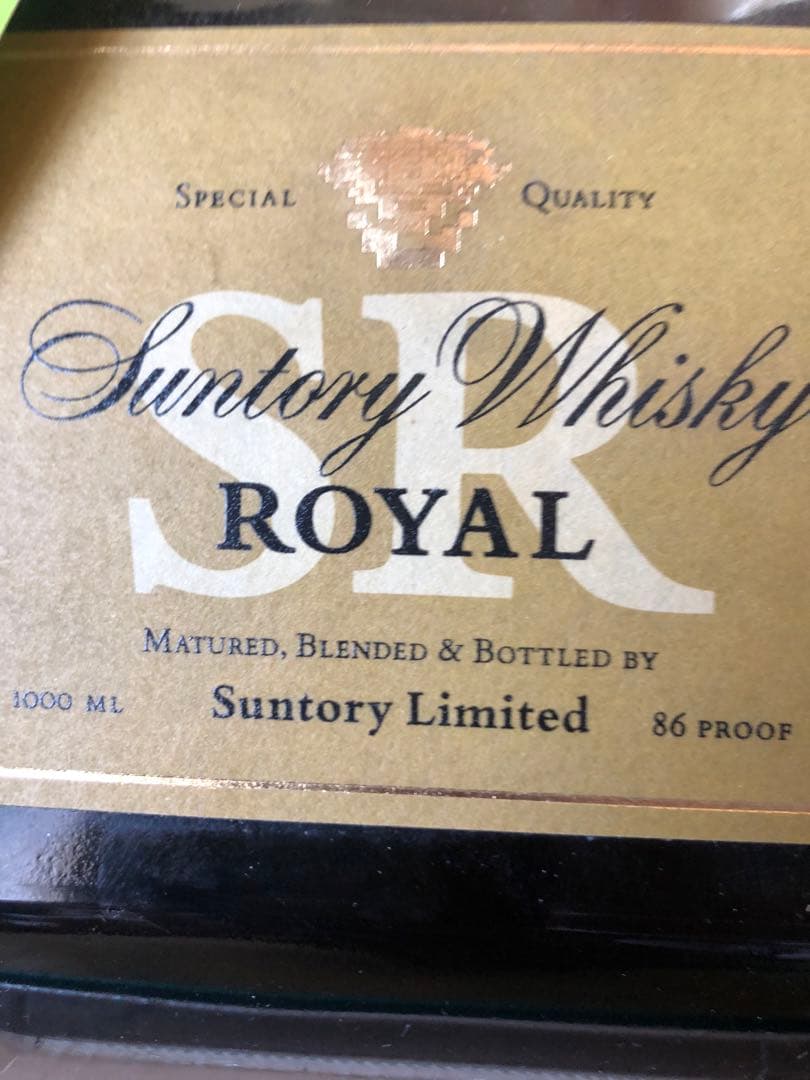 SPECIAL QUALITY
SR
Suntory Whisky
ROYAL
MATURED, BLENDED & BOTTLED BY
1000 ML Suntory Limited 86 PROOF